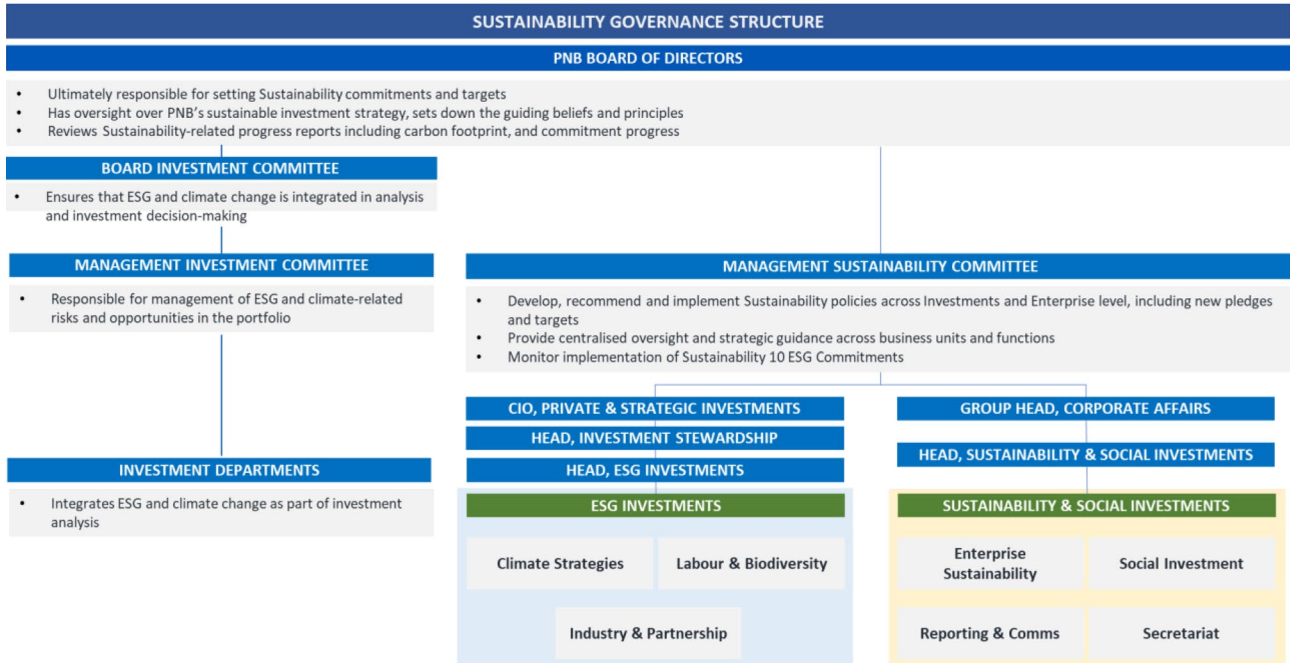 SUSTAINABILITY GOVERNANCE STRUCTURE
PNB BOARD OF DIRECTORS
• Ultimately responsible for setting Sustainability commitments and targets
• Has oversight over PNB's sustainable investment strategy, sets down the guiding beliefs and principles
• Reviews Sustainability-related progress reports including carbon footprint, and commitment progress
BOARD INVESTMENT COMMITTEE
• Ensures that ESG and climate change is integrated in analysis
and investment decision-making
MANAGEMENT INVESTMENT COMMITTEE
• Responsible for management of ESG and climate-related
risks and opportunities in the portfolio
INVESTMENT DEPARTMENTS
• Integrates ESG and climate change as part of investment
analysis
MANAGEMENT SUSTAINABILITY COMMITTEE
• Develop, recommend and implement Sustainability policies across Investments and Enterprise level, including new pledges
and targets
• Provide centralised oversight and strategic guidance across business units and functions
• Monitor implementation of Sustainability 10 ESG Commitments
CIO, PRIVATE & STRATEGIC INVESTMENTS
HEAD, INVESTMENT STEWARDSHIP
HEAD, ESG INVESTMENTS
ESG INVESTMENTS
Climate Strategies
Labour & Biodiversity
Industry & Partnership
GROUP HEAD, CORPORATE AFFAIRS
HEAD, SUSTAINABILITY & SOCIAL INVESTMENTS
SUSTAINABILITY & SOCIAL INVESTMENTS
Enterprise
Sustainability
Social Investment
Reporting & Comms
Secretariat